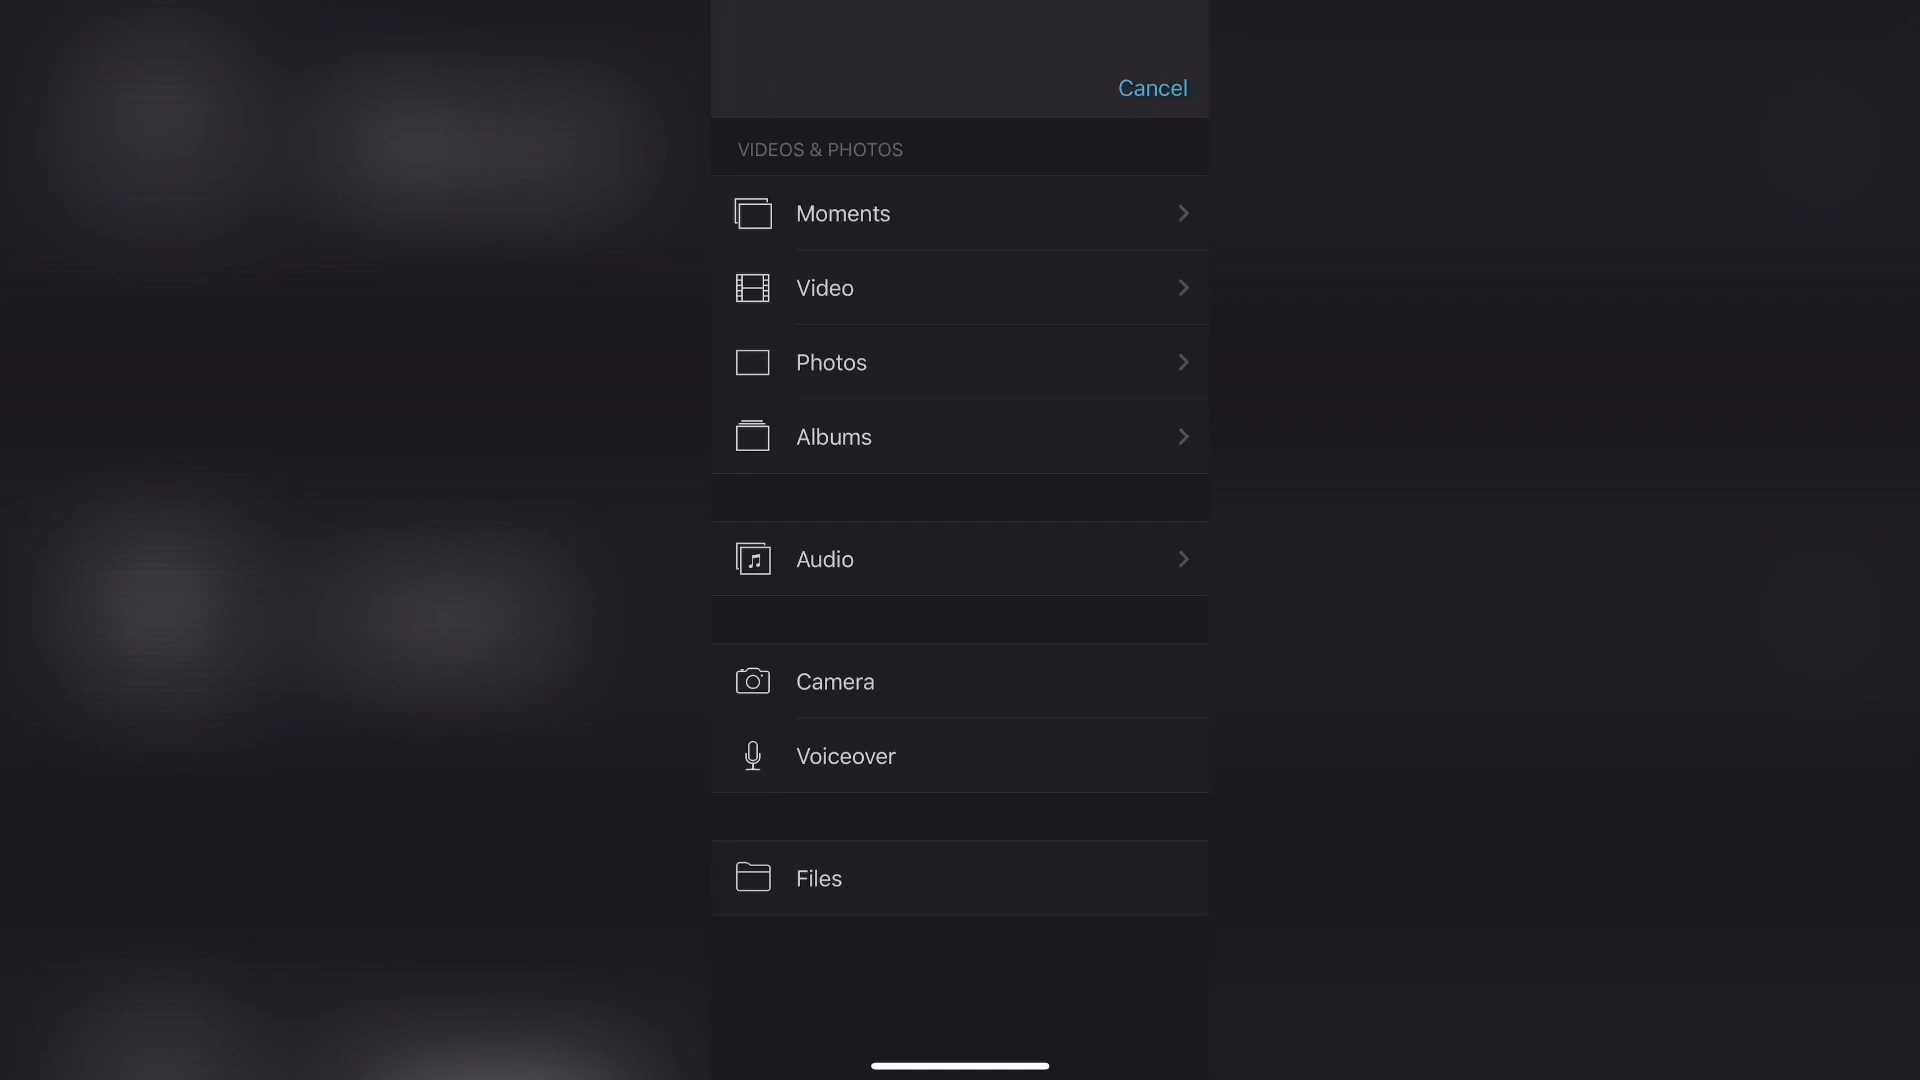 Cancel
VIDEOS & PHOTOS
Moments
Video
Photos
Albums
Audio
Camera
Voiceover
Files